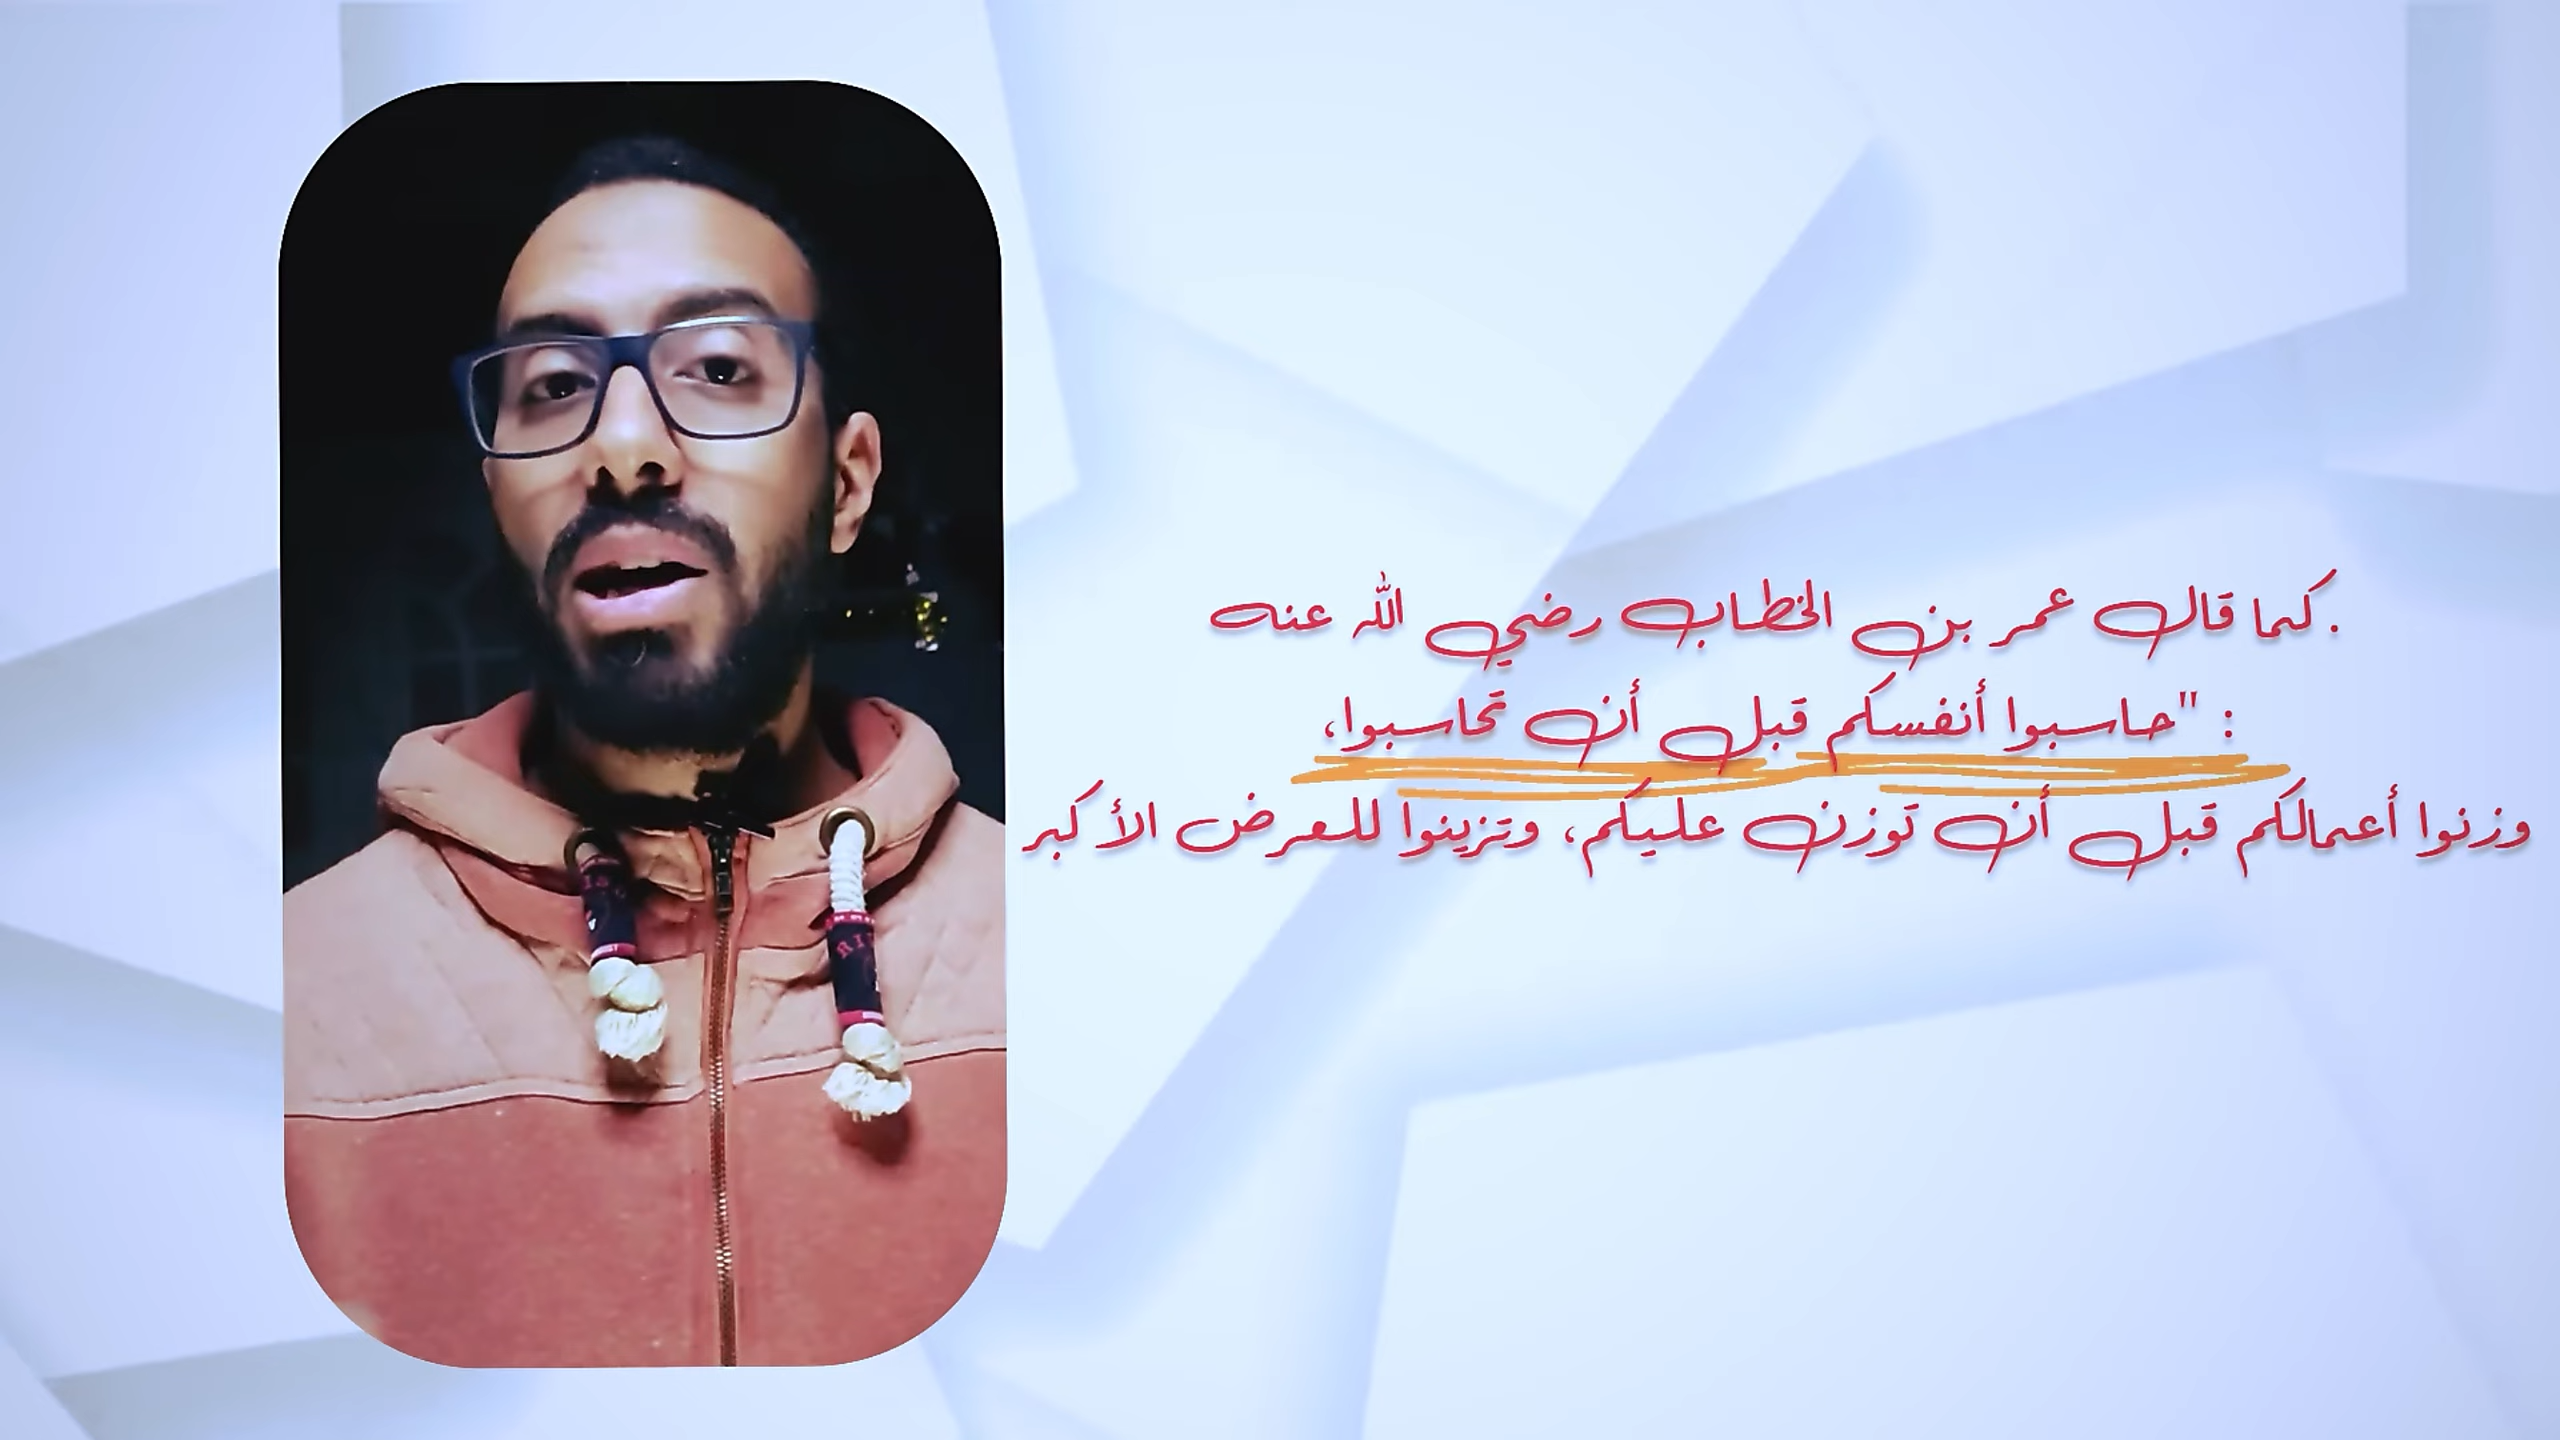 كما قال عمر بن الخطاب رضي الله عنه.
: "حاسبوا أنفسكم قبل أن تحاسبوا،
وزنوا أعمالكم قبل أن توزن عليكم، وتزينوا للعرض الأكبر